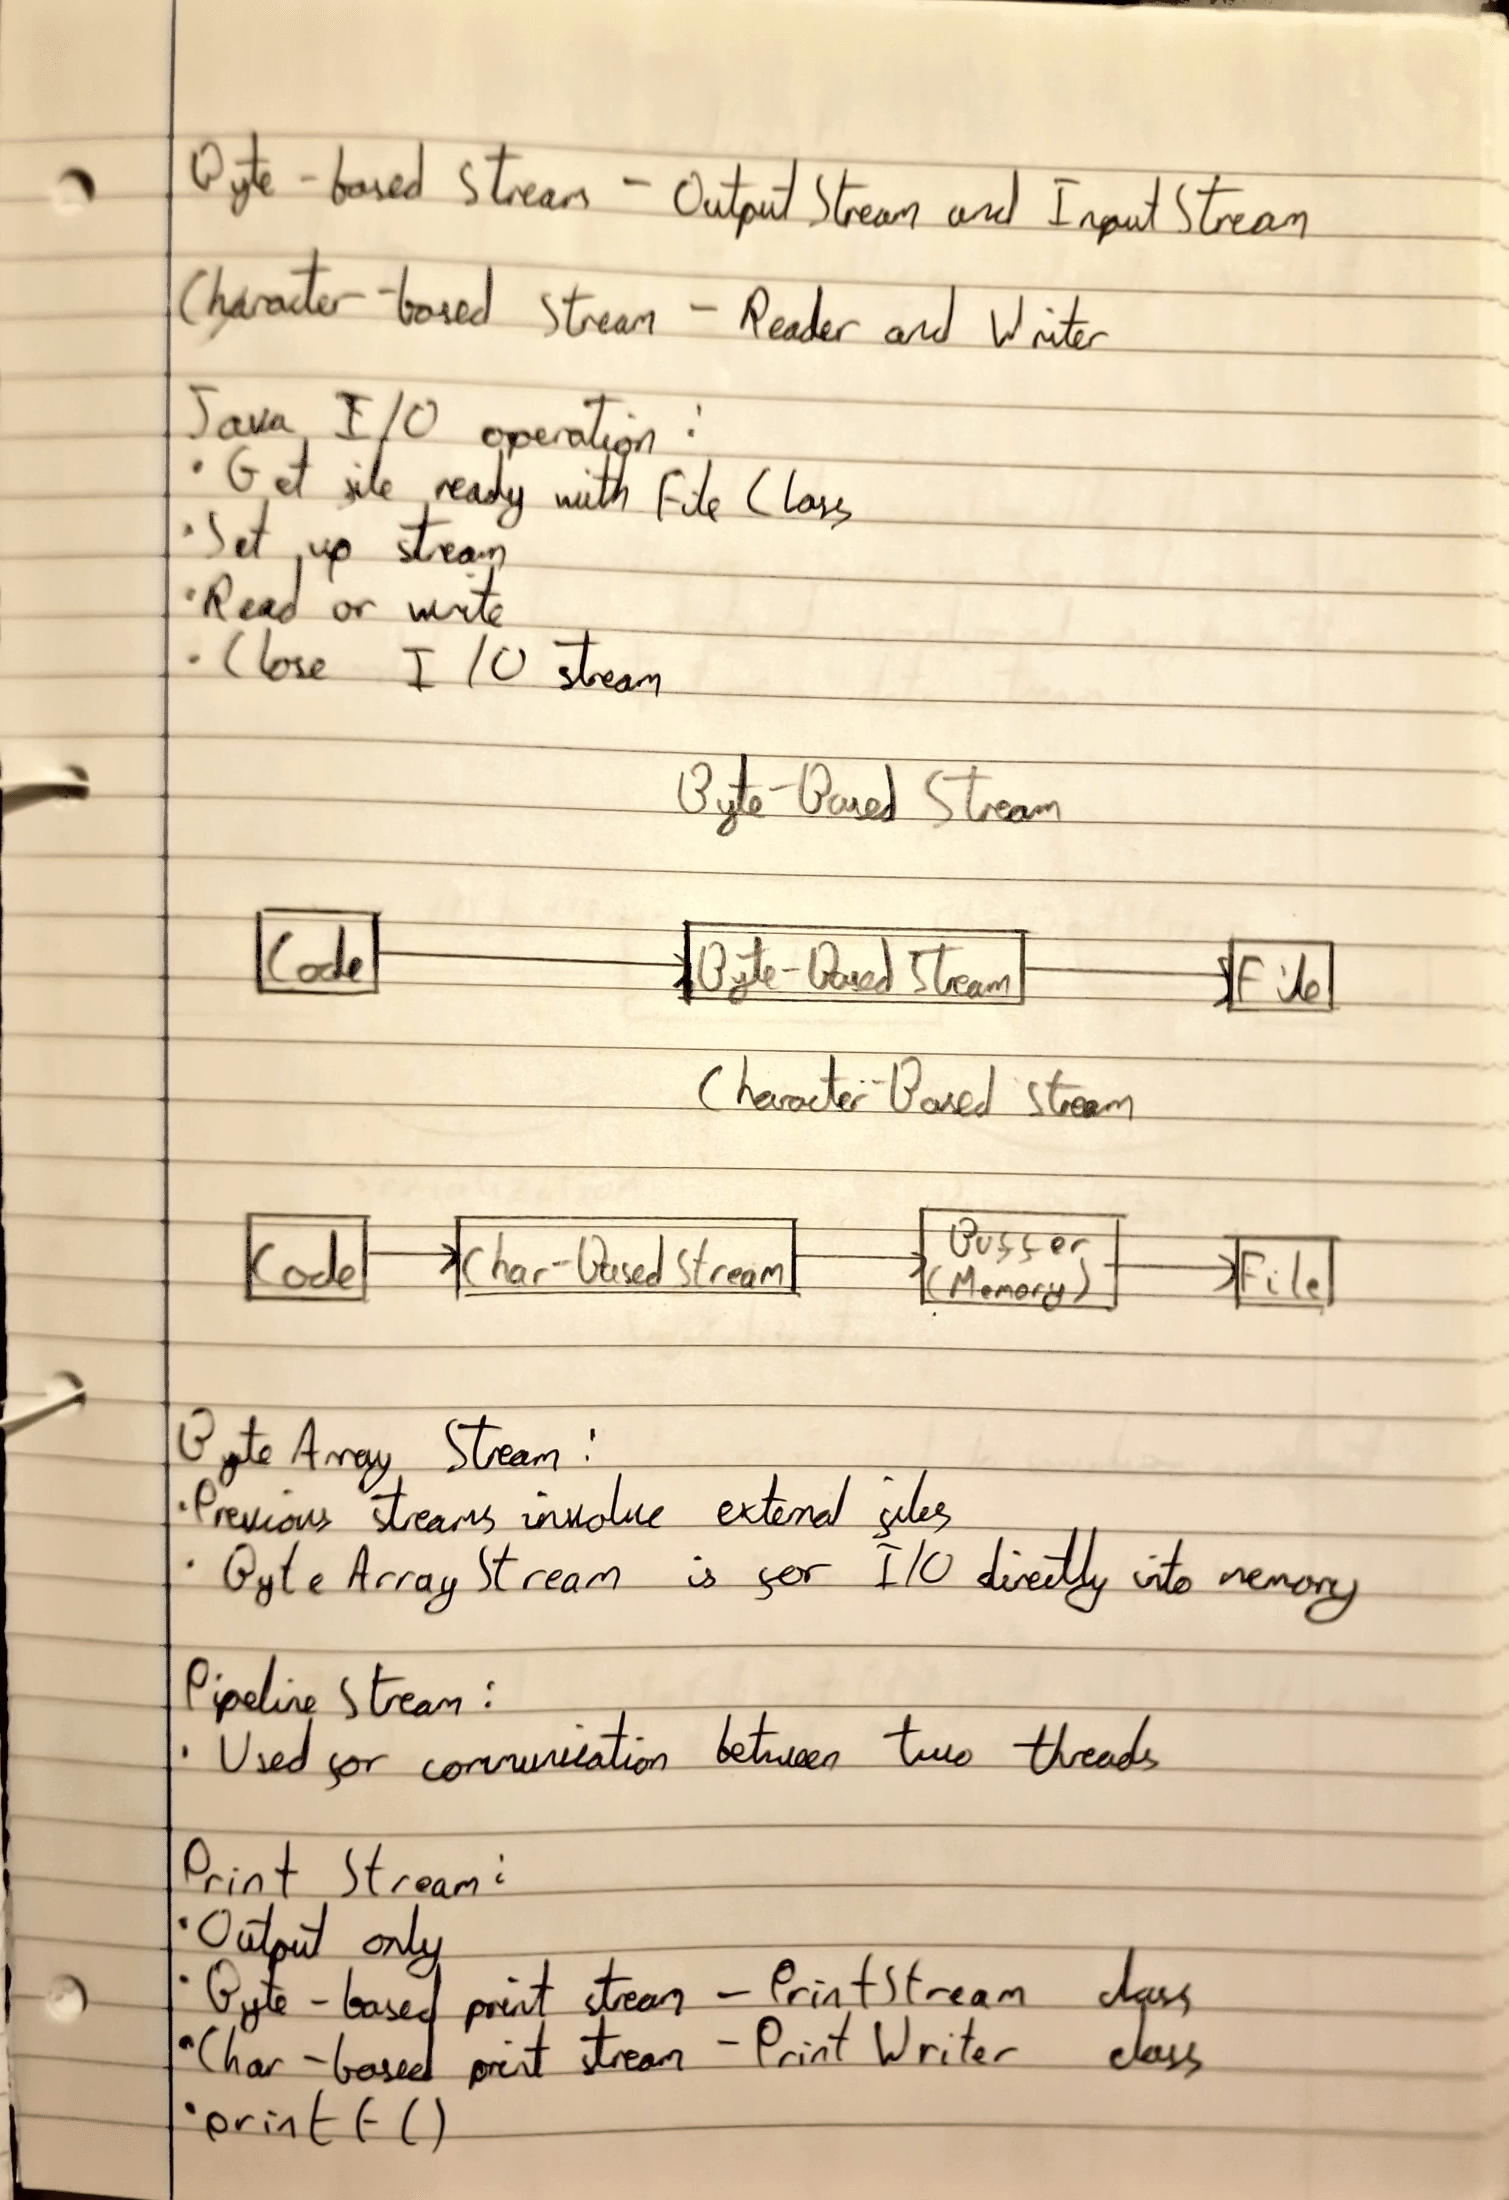 Byte-based Stream - OutputStream and InputStream
Character-based Stream - Reader and Writer
Java I/O operation:
• Get file ready with File Class
• Set up stream
• Read or write
• Close I/O stream
Byte-Based Stream
Code Byte-Based Stream File
Character-Based Stream
Code Char-Based Stream Buffer (Memory) File
Byte Array Stream:
• Previous streams involve external files
• Byte Array Stream is for I/O directly into memory
Pipeline Stream:
• Used for communication between two threads
Print Stream:
• Output only
• Byte-based print stream - PrintStream class
• Char-based print stream - PrintWriter class
• printf()